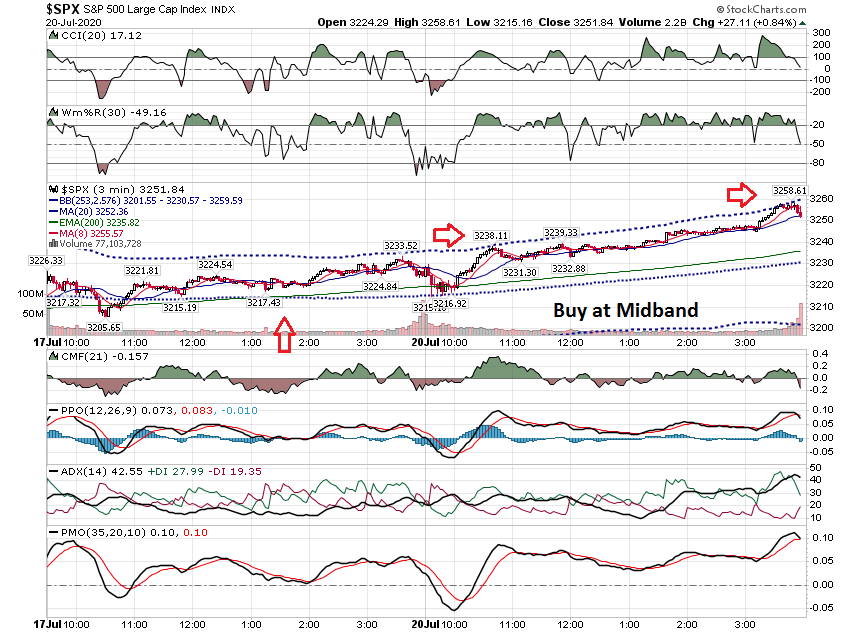 $SPX S&P 500 Large Cap Index INDX © StockCharts.com
20-Jul-2020 Open 3224.29 High 3258.61 Low 3215.16 Close 3251.84 Volume 2.2B Chg +27.11 (+0.84%)
CCI(20) 17.12
300
200
100
-0
-100
-200
Wm%R(30) -49.16
-20
-50
-80
$SPX (3 min) 3251.84
BB(253,2.576) 3201.55 - 3230.57 - 3259.59
MA(20) 3252.36
EMA(200) 3235.82
MA(8) 3255.57
Volume 77,103,728
3258.61
3260
3250
3238.11
3239.33
3240
3233.52
3226.33
3224.54
3221.81
3231.30
3232.88
3230
3224.84
3220
100M
3217.32
3215.19
3217.43
3216.92
3210
50M
3205.65
Buy at Midband
3200
17Jul 10:00 11:00 12:00 1:00 2:00 3:00 20Jul 10:00 11:00 12:00 1:00 2:00 3:00
CMF(21) -0.157
0.4
0.2
0.0
-0.2
PPO(12,26,9) 0.073, 0.083, -0.010
0.10
0.05
0.00
-0.05
ADX(14) 42.55 +DI 27.99 -DI 19.35
50
40
30
20
10
PMO(35,20,10) 0.10, 0.10
0.10
0.05
0.00
-0.05
17Jul 10:00 11:00 12:00 1:00 2:00 3:00 20Jul 10:00 11:00 12:00 1:00 2:00 3:00